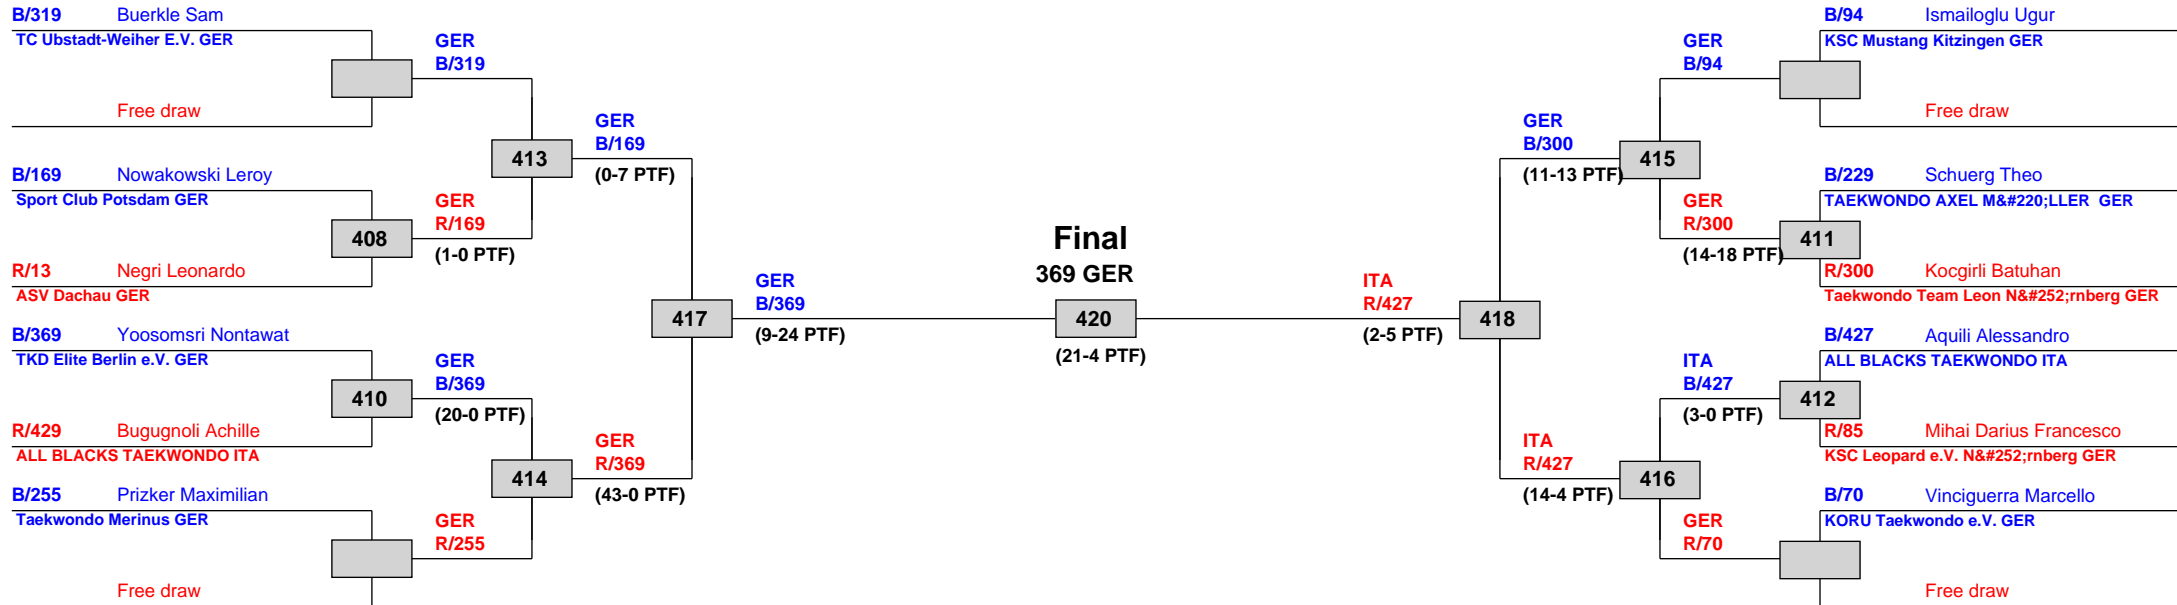 B/319 Buerkle Sam
TC Ubstadt-Weiher E.V. GER
Free draw
B/169 Nowakowski Leroy
Sport Club Potsdam GER
R/13 Negri Leonardo
ASV Dachau GER
B/369 Yoosomsri Nontawat
TKD Elite Berlin e.V. GER
R/429 Bugugnoli Achille
ALL BLACKS TAEKWONDO ITA
B/255 Prizker Maximilian
Taekwondo Merinus GER
Free draw
408
410
GER
B/319
GER
R/169
(1-0 PTF)
GER
B/369
(20-0 PTF)
GER
R/255
413
414
GER
B/169
(0-7 PTF)
GER
R/369
(43-0 PTF)
417
GER
B/369
(9-24 PTF)
Final
369 GER
420
(21-4 PTF)
ITA
R/427
(2-5 PTF)
418
GER
B/300
(11-13 PTF)
ITA
R/427
(14-4 PTF)
415
416
GER
B/94
GER
R/300
(14-18 PTF)
ITA
B/427
(3-0 PTF)
GER
R/70
411
412
B/94 Ismailoglu Ugur
KSC Mustang Kitzingen GER
Free draw
B/229 Schuerg Theo
TAEKWONDO AXEL M&#220;LLER GER
R/300 Kocgirli Batuhan
Taekwondo Team Leon N&#252;rnberg GER
B/427 Aquili Alessandro
ALL BLACKS TAEKWONDO ITA
R/85 Mihai Darius Francesco
KSC Leopard e.V. N&#252;rnberg GER
B/70 Vinciguerra Marcello
KORU Taekwondo e.V. GER
Free draw